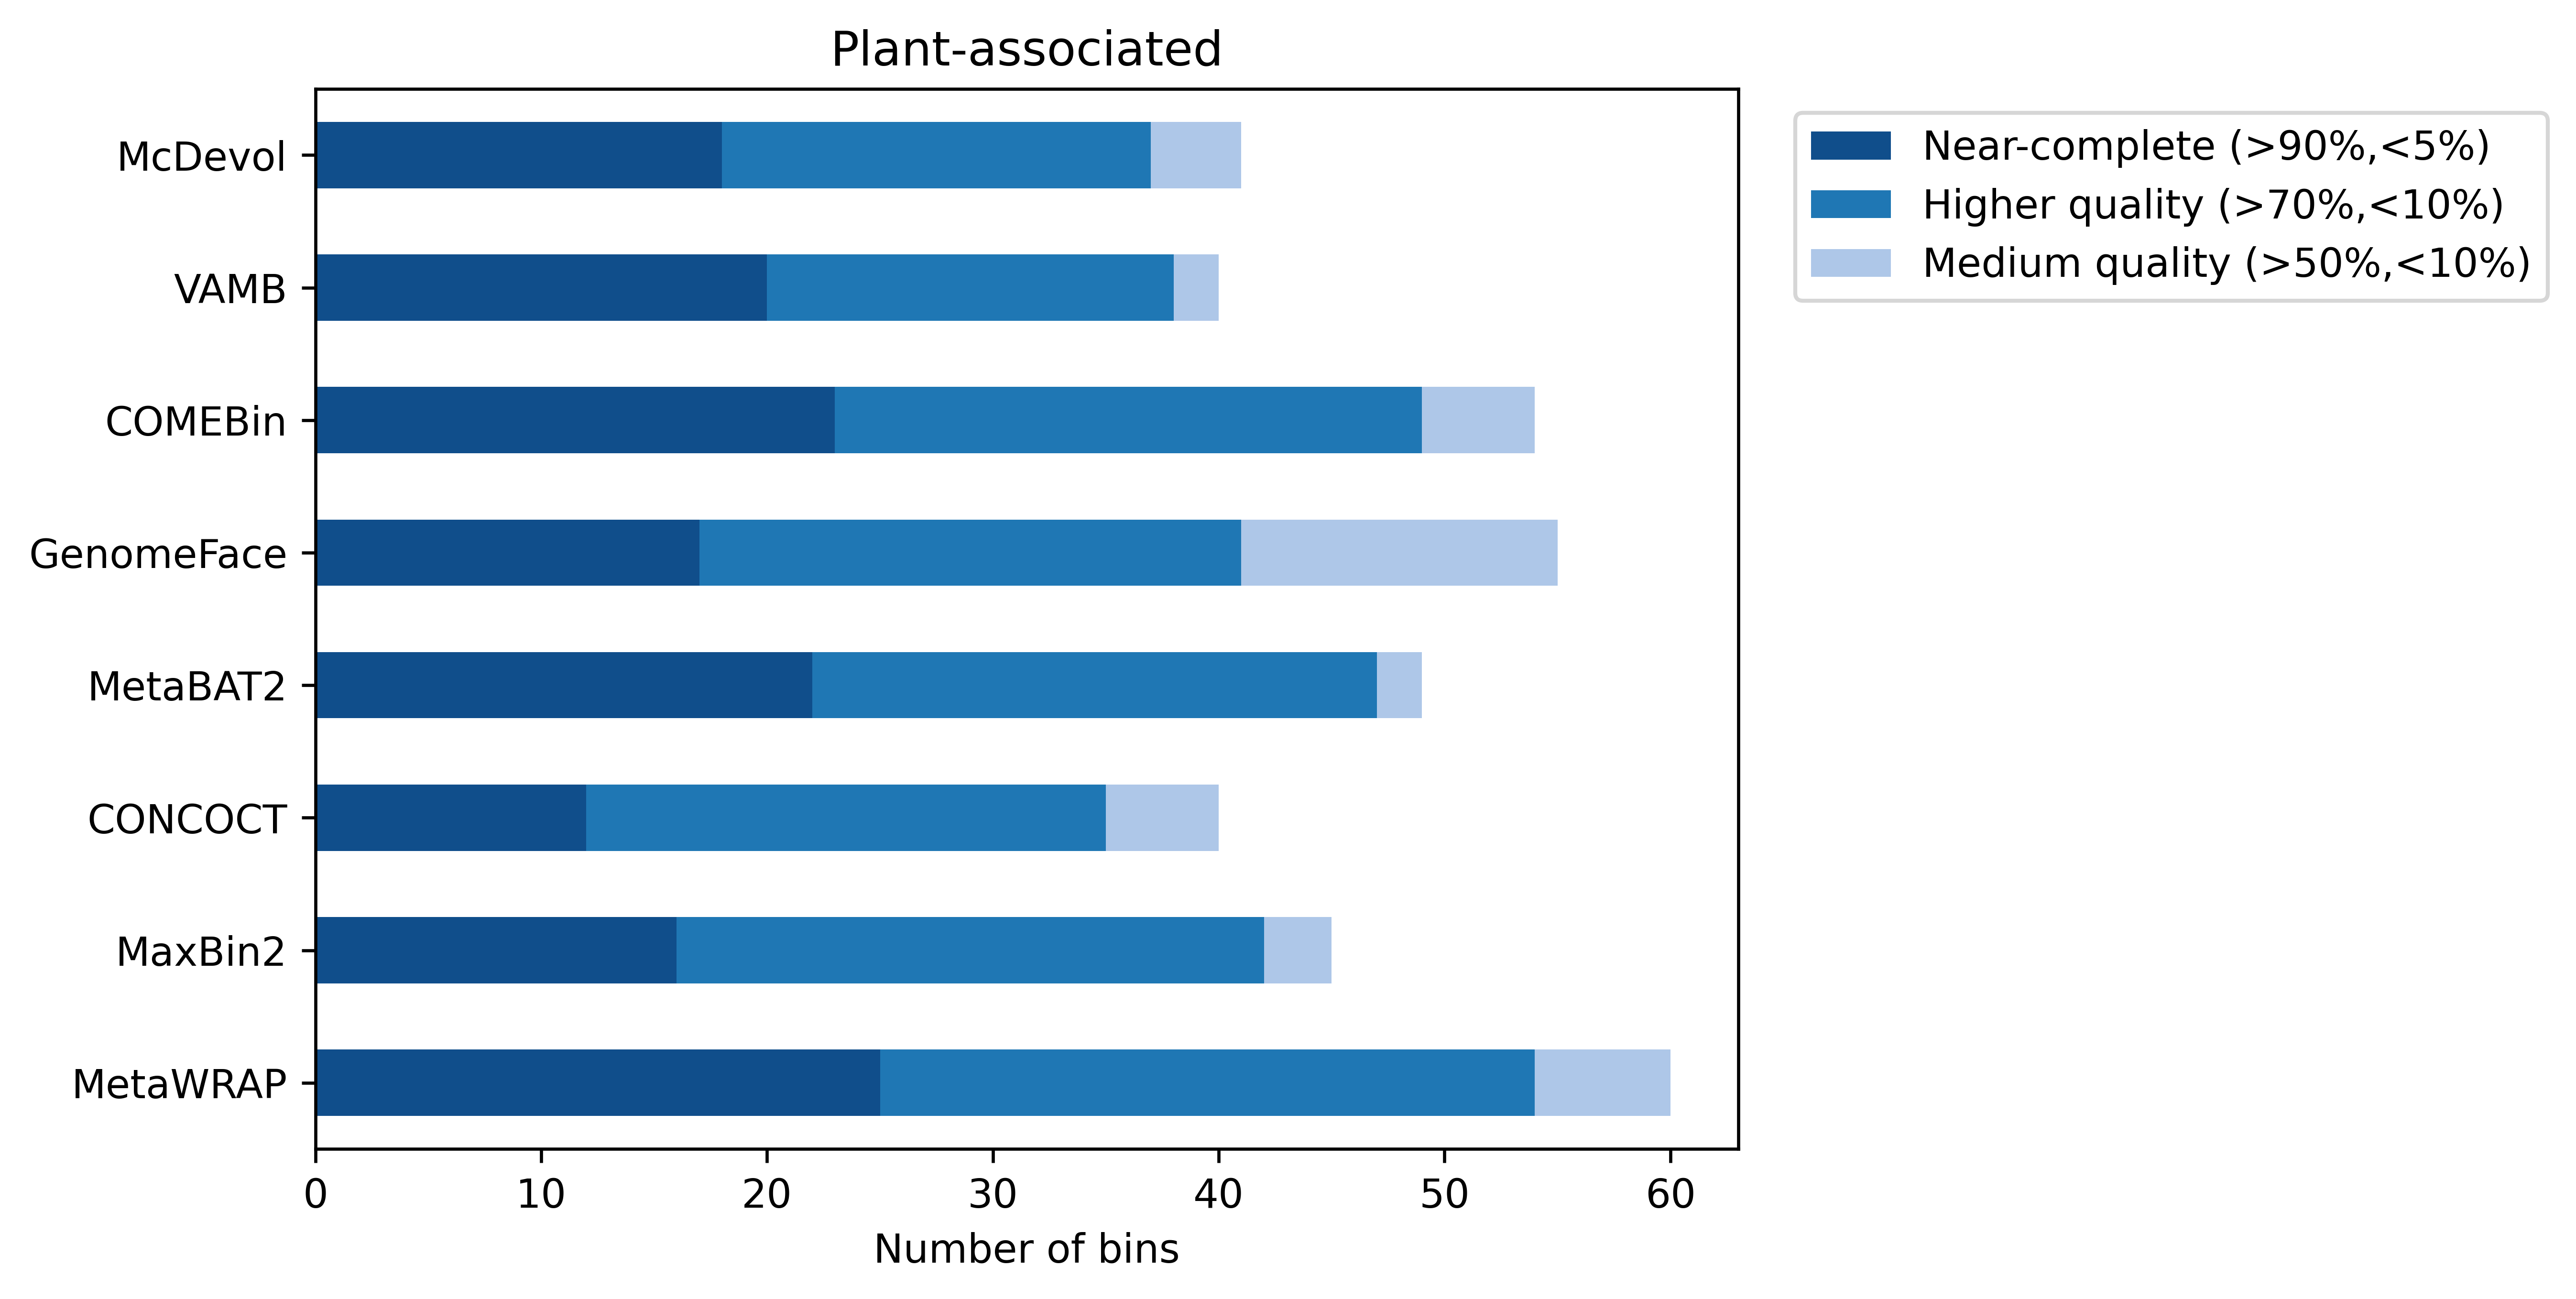 Plant-associated
McDevol
VAMB
COMEBin
GenomeFace
MetaBAT2
CONCOCT
MaxBin2
MetaWRAP
0 10 20 30 40 50 60
Number of bins
Near-complete (>90%,<5%)
Higher quality (>70%,<10%)
Medium quality (>50%,<10%)